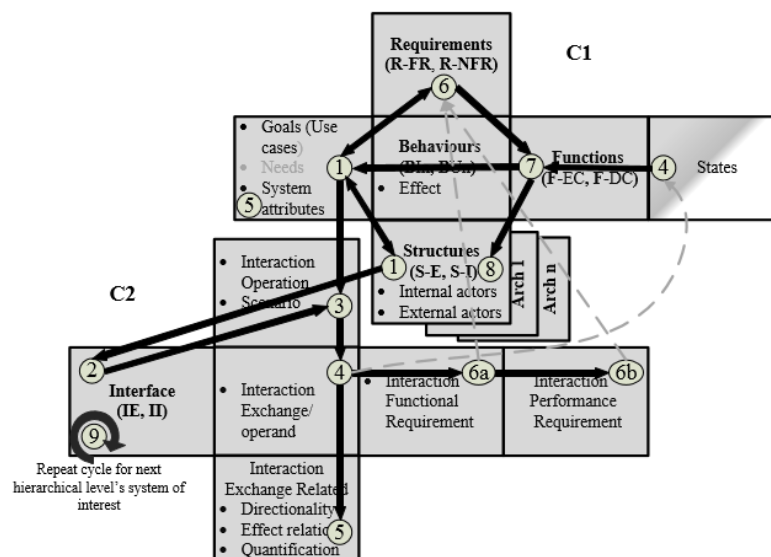 Requirements
(R-FR, R-NFR)
C1
6
• Goals (Use
cases)
• Needs
• System
attributes
5
1
Behaviours
(BIn, BUn)
• Effect
7
Functions
(F-EC, F-DC)
4
States
Structures
(S-E, S-I)
1
8
• Internal actors
• External actors
Arch 1
Arch n
C2
• Interaction
Operation
• Scenario
3
2
Interface
(IE, II)
9
Repeat cycle for next
hierarchical level’s system of
interest
4
• Interaction
Exchange/
operand
6a
• Interaction
Functional
Requirement
6b
Interaction
Performance
Requirement
Interaction
Exchange Related
• Directionality
• Effect relation
• Quantification
5